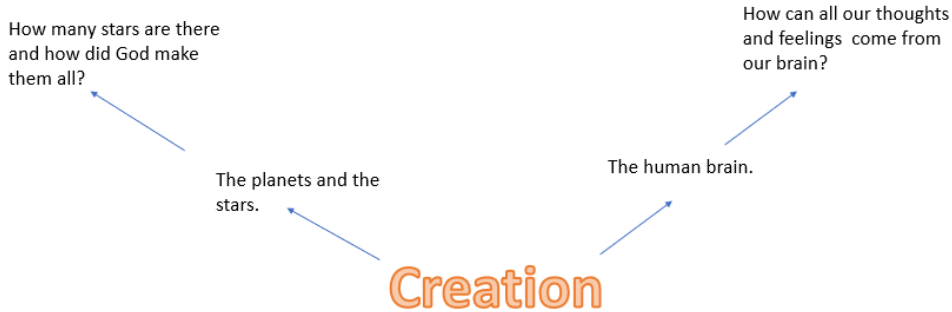 How many stars are there
and how did God make
them all?
How can all our thoughts
and feelings  come from
our brain?
The planets and the
stars.
The human brain.
Creation